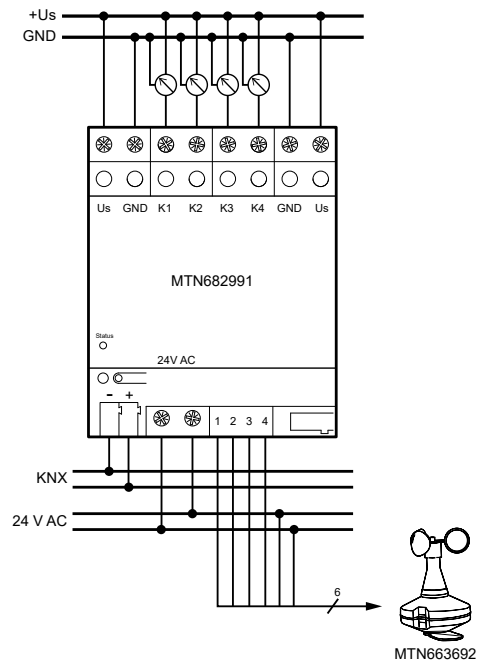 +Us
GND
Us GND K1 K2 K3 K4 GND Us
MTN682991
Status
24V AC
- +
1 2 3 4
KNX
24 V AC
6
MTN663692